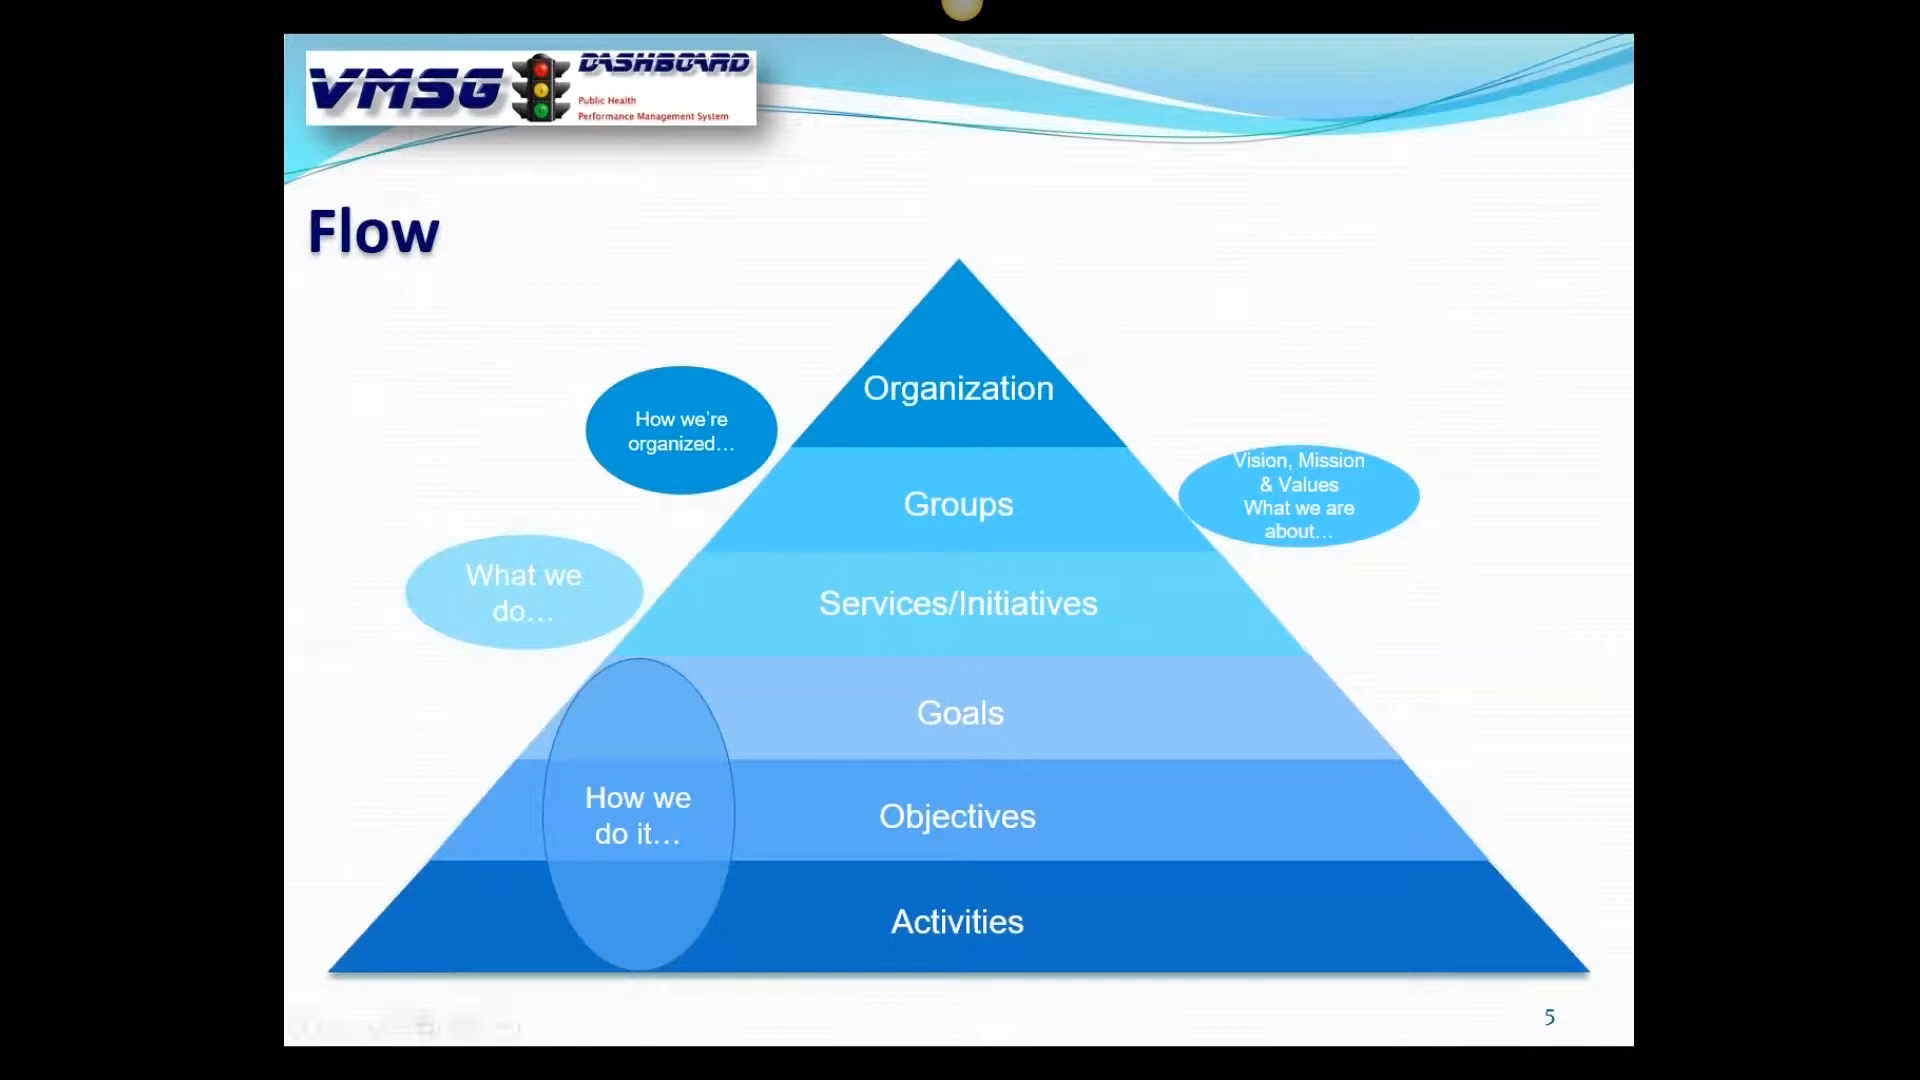 VMSG
DASHBOARD
Public Health
Performance Management System
Flow
Organization
How we're
organized...
Vision, Mission
& Values
What we are
about...
Groups
What we
do...
Services/Initiatives
Goals
How we
do it...
Objectives
Activities
5